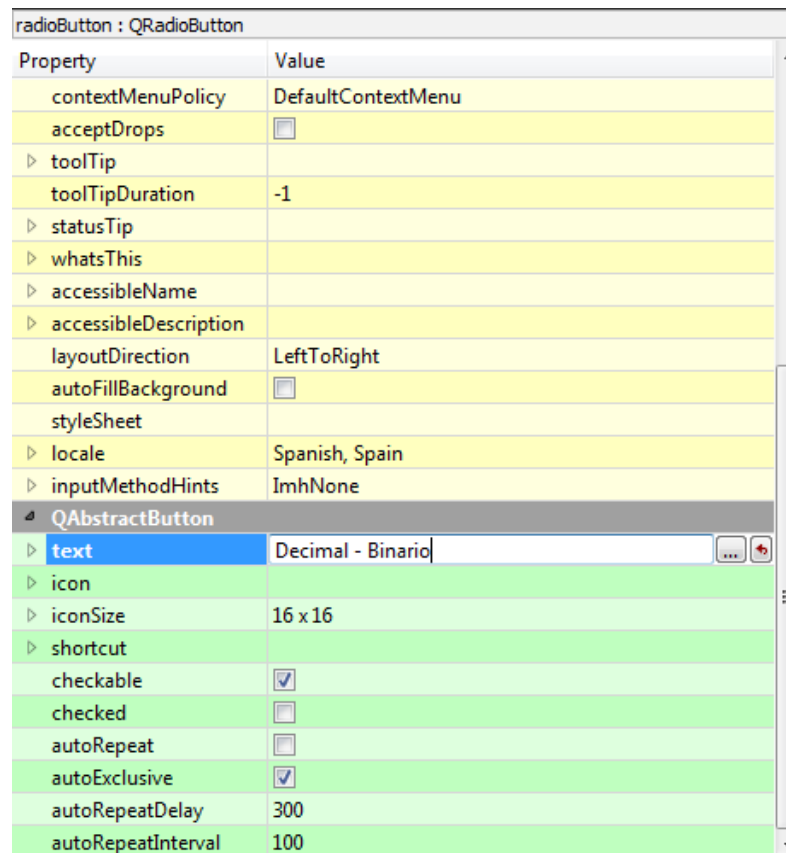 radioButton : QRadioButton
Property Value
contextMenuPolicy DefaultContextMenu
acceptDrops
toolTip
toolTipDuration -1
statusTip
whatsThis
accessibleName
accessibleDescription
layoutDirection LeftToRight
autoFillBackground
styleSheet
locale Spanish, Spain
inputMethodHints ImhNone
QAbstractButton
text Decimal - Binario ...
icon
iconSize 16 x 16
shortcut
checkable
checked
autoRepeat
autoExclusive
autoRepeatDelay 300
autoRepeatInterval 100